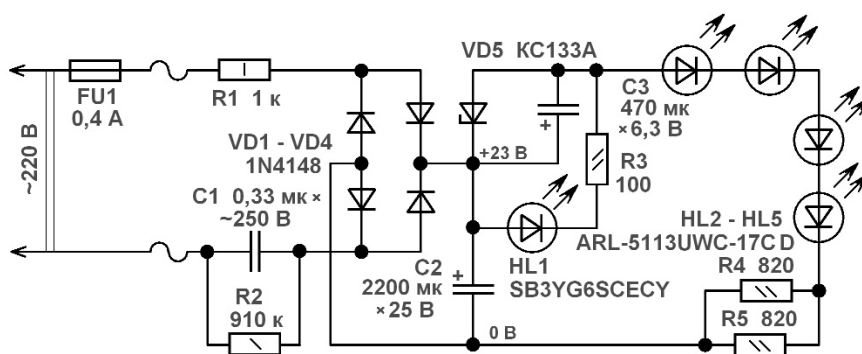 FU1
0,4 А
R1 1 к
VD1 - VD4
1N4148
~220 В
C1 0,33 мк ×
~250 В
R2
910 к
VD5 КС133А
+23 В
C3
470 мк
×6,3 В
R3
100
C2
2200 мк
×25 В
HL1
SB3YG6SCECY
HL2 - HL5
ARL-5113UWC-17CD
R4 820
R5 820
0 В
+
+